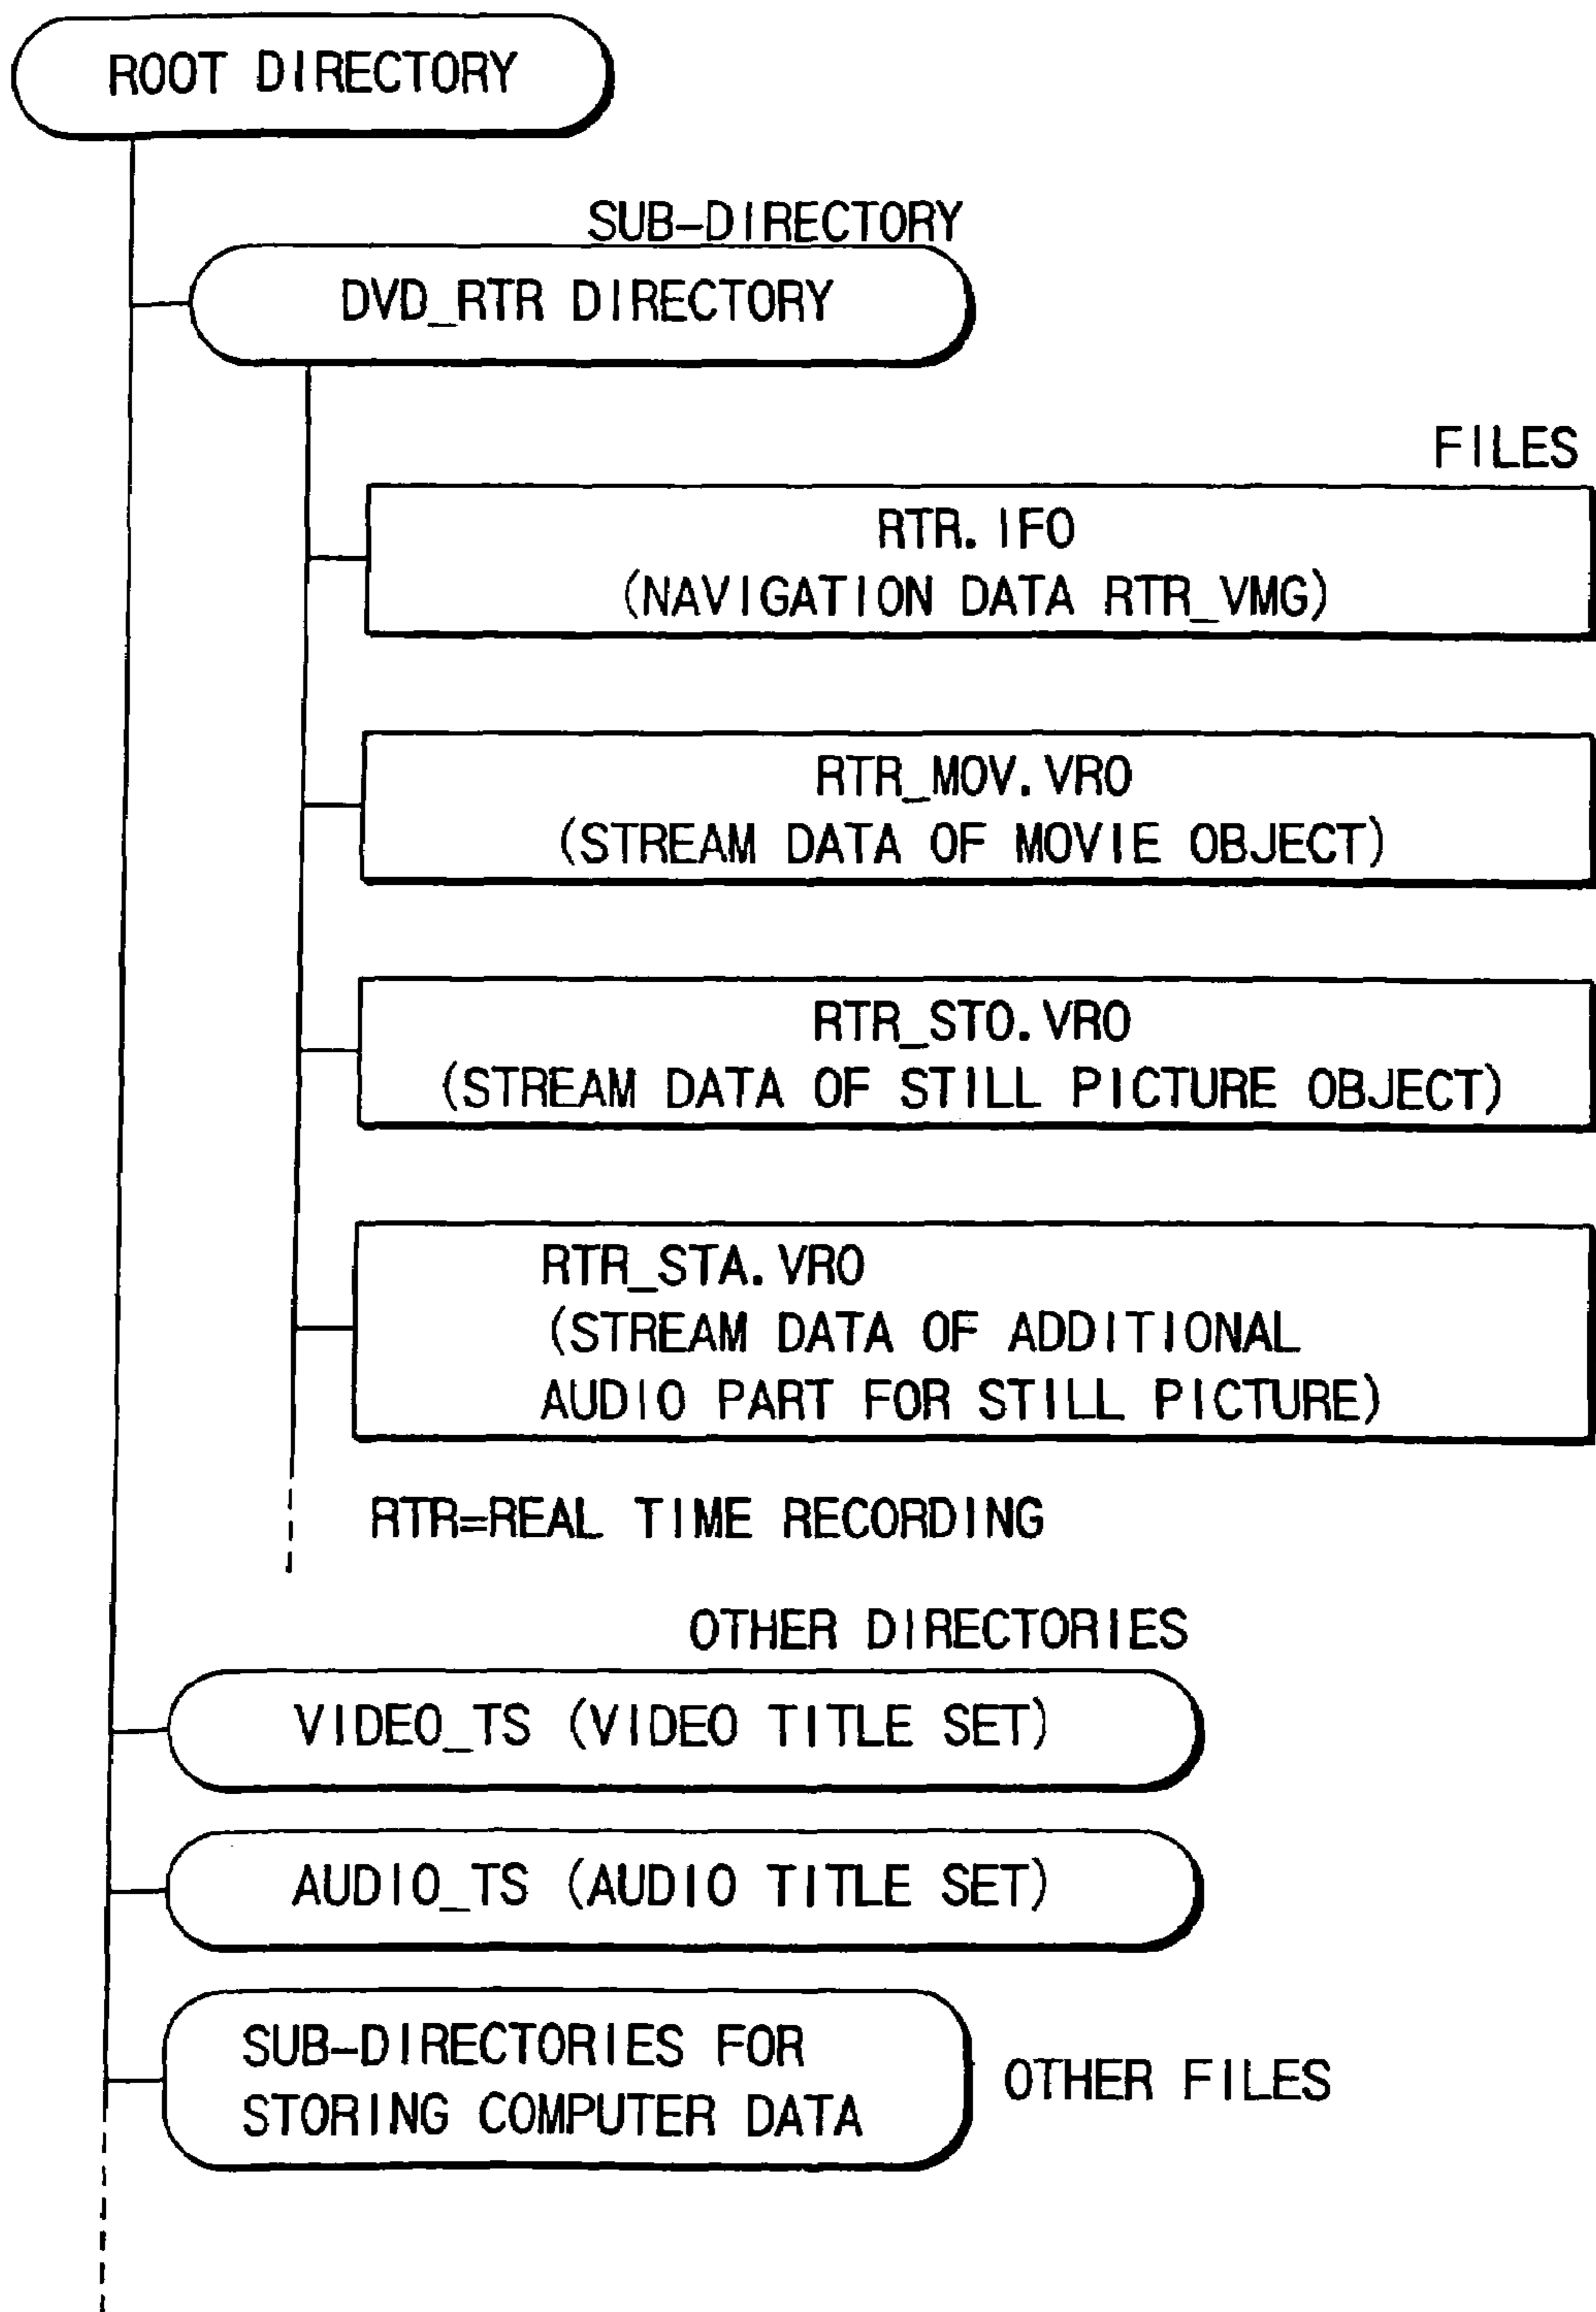 ROOT DIRECTORY
SUB-DIRECTORY
DVD_RTR DIRECTORY
FILES
RTR.IFO
(NAVIGATION DATA RTR_VMG)
RTR_MOV.VRO
(STREAM DATA OF MOVIE OBJECT)
RTR_STO.VRO
(STREAM DATA OF STILL PICTURE OBJECT)
RTR_STA.VRO
(STREAM DATA OF ADDITIONAL
AUDIO PART FOR STILL PICTURE)
RTR=REAL TIME RECORDING
OTHER DIRECTORIES
VIDEO_TS (VIDEO TITLE SET)
AUDIO_TS (AUDIO TITLE SET)
SUB-DIRECTORIES FOR
STORING COMPUTER DATA
OTHER FILES